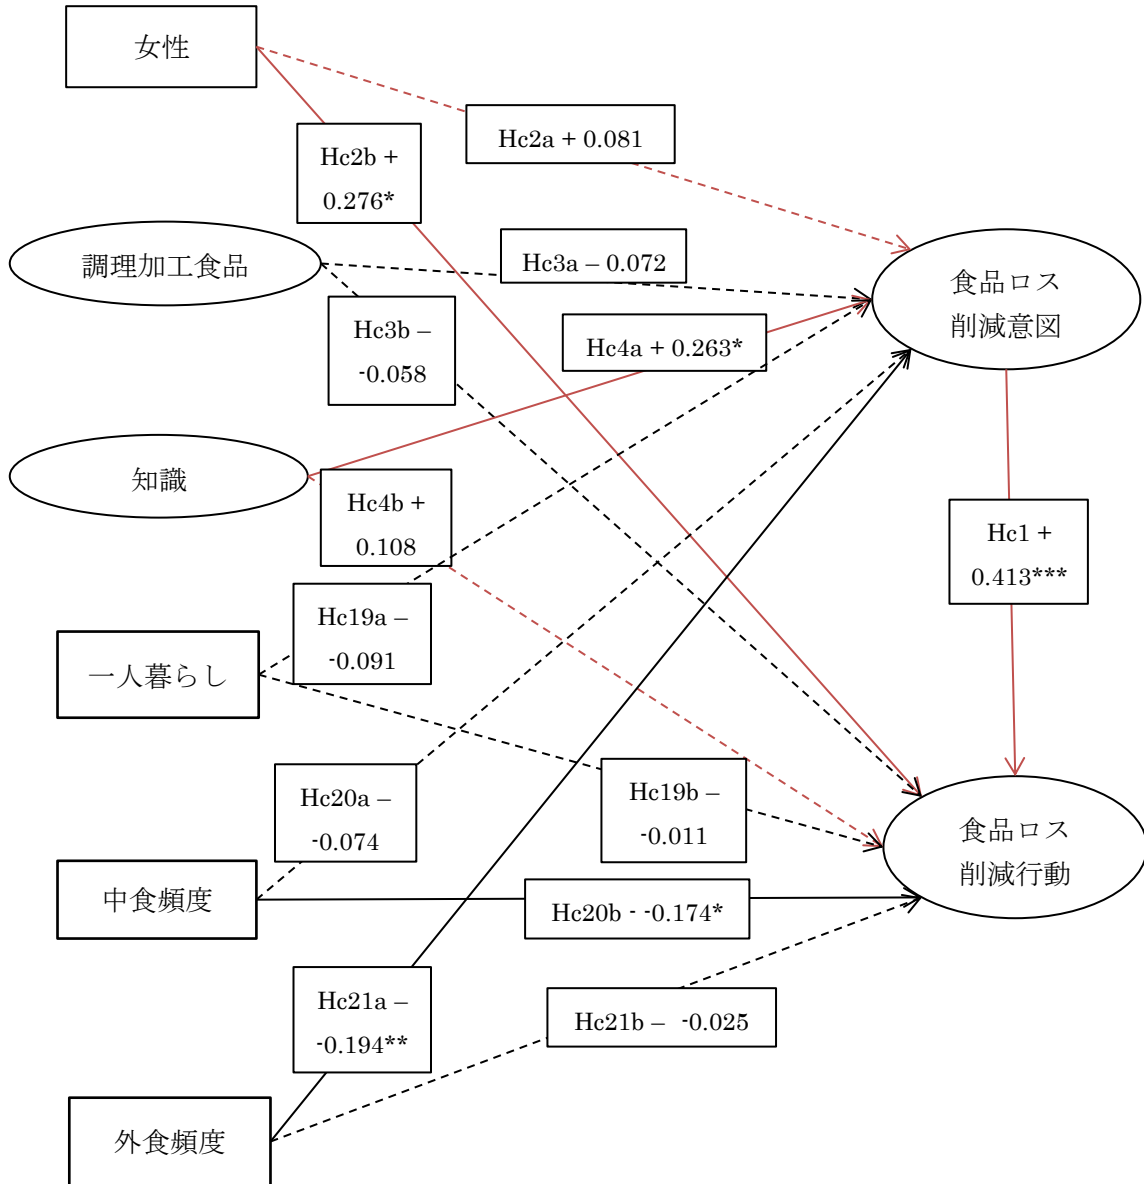 女性
Hc2a + 0.081
Hc2b +
0.276*
調理加工食品
Hc3a – 0.072
食品ロス
削減意図
Hc3b –
-0.058
Hc4a + 0.263*
知識
Hc4b +
0.108
Hc1 +
0.413***
Hc19a –
-0.091
一人暮らし
Hc20a –
-0.074
Hc19b –
-0.011
食品ロス
削減行動
中食頻度
Hc20b - -0.174*
Hc21a –
-0.194**
Hc21b – -0.025
外食頻度